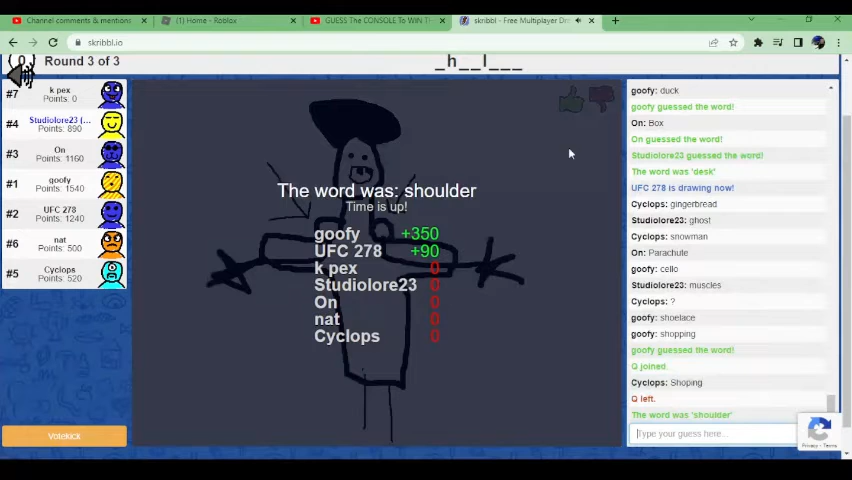 Channel comments & mentions
(1) Home - Roblox
GUESS The CONSOLE To WIN TH
skribbl - Free Multiplayer Dr
skribbl.io
Round 3 of 3
_h__l___
#7 k pex
Points: 0
#4 Studiolore23 (...
Points: 890
#3 On
Points: 1160
#1 goofy
Points: 1540
#2 UFC 278
Points: 1240
#6 nat
Points: 500
#5 Cyclops
Points: 520
Votekick
The word was: shoulder
Time is up!
goofy +350
UFC 278 +90
k pex 0
Studiolore23 0
On 0
nat 0
Cyclops 0
goofy: duck
goofy guessed the word!
On: Box
On guessed the word!
Studiolore23 guessed the word!
The word was 'desk'
UFC 278 is drawing now!
Cyclops: gingerbread
Studiolore23: ghost
Cyclops: snowman
On: Parachute
goofy: cello
Studiolore23: muscles
Cyclops: ?
goofy: shoelace
goofy: shopping
goofy guessed the word!
Q joined.
Cyclops: Shoping
Q left.
The word was 'shoulder'
Type your guess here...
Privacy - Terms